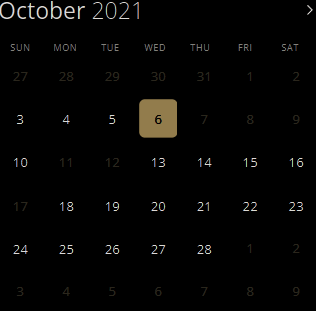 October 2021 >
SUN MON TUE WED THU FRI SAT
27 28 29 30 31 1 2
3 4 5 6 7 8 9
10 11 12 13 14 15 16
17 18 19 20 21 22 23
24 25 26 27 28 1 2
3 4 5 6 7 8 9